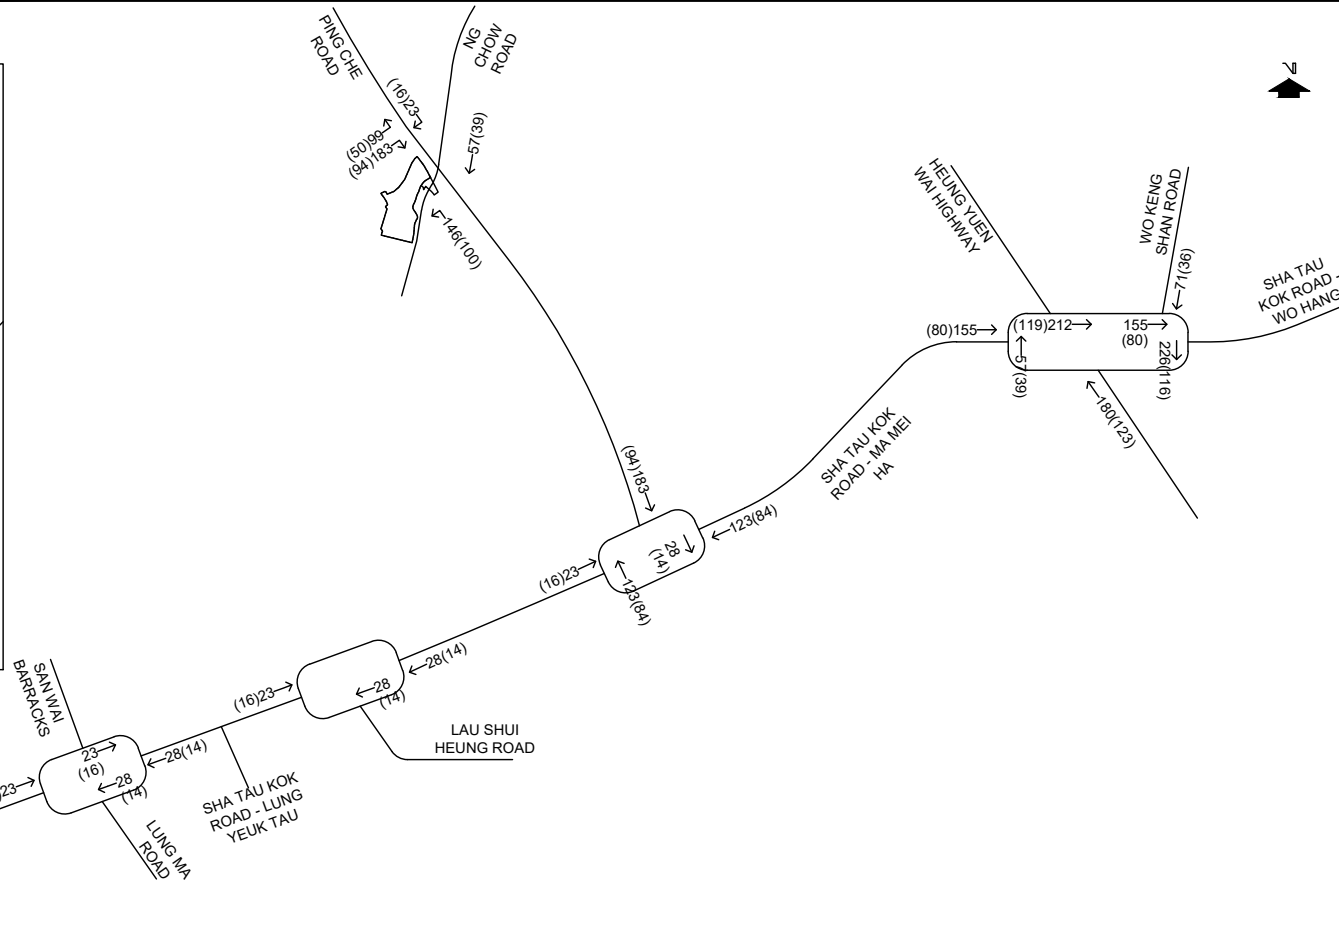 PING CHE
ROAD
NG
CHOW
ROAD
(16)23
(50)99
(94)183
57(39)
146(100)
N
HEUNG YUEN
WAI HIGHWAY
WO KENG
SHAN ROAD
71(36)
SHA TAU
KOK ROAD -
WO HANG
(80)155
(119)212
155
(80)
57(39)
226(116)
180(123)
SHA TAU KOK
ROAD - MA MEI
HA
(94)183
123(84)
28
(14)
(16)23
123(84)
28(14)
(16)23
28
(14)
LAU SHUI
HEUNG ROAD
SAN WAI
BARRACKS
23
(16)
28(14)
)23
28
(14)
SHA TAU KOK
ROAD - LUNG
YEUK TAU
LUNG MA
ROAD